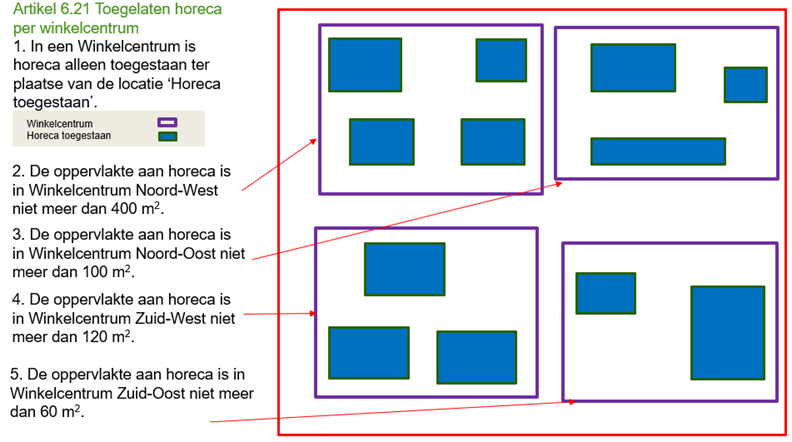 Artikel 6.21 Toegelaten horeca
per winkelcentrum
1. In een Winkelcentrum is
horeca alleen toegestaan ter
plaatse van de locatie ‘Horeca
toegestaan’.
Winkelcentrum
Horeca toegestaan
2. De oppervlakte aan horeca is
in Winkelcentrum Noord-West
niet meer dan 400 m².
3. De oppervlakte aan horeca is
in Winkelcentrum Noord-Oost niet
meer dan 100 m².
4. De oppervlakte aan horeca is
in Winkelcentrum Zuid-West niet
meer dan 120 m².
5. De oppervlakte aan horeca is in
Winkelcentrum Zuid-Oost niet meer
dan 60 m².